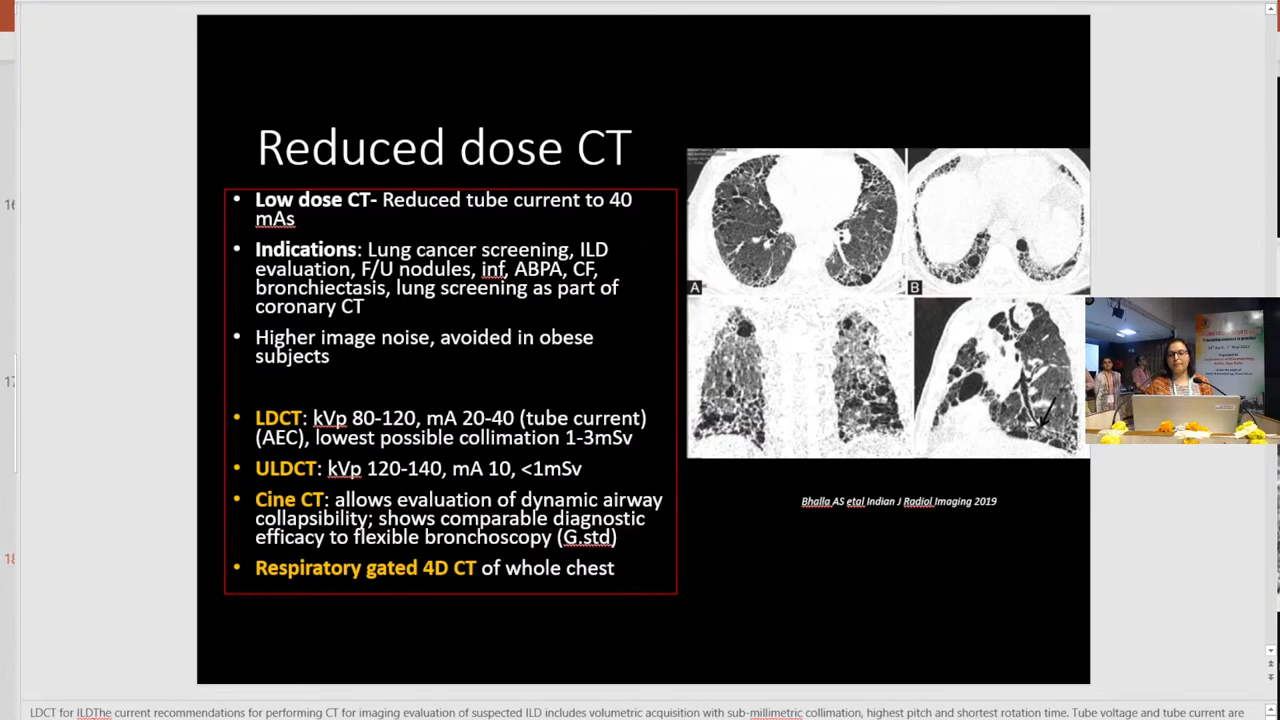 Reduced dose CT
• Low dose CT- Reduced tube current to 40
mAs
• Indications: Lung cancer screening, ILD
evaluation, F/U nodules, inf, ABPA, CF,
bronchiectasis, lung screening as part of
coronary CT
• Higher image noise, avoided in obese
subjects
• LDCT: kVp 80-120, mA 20-40 (tube current)
(AEC), lowest possible collimation 1-3mSv
• ULDCT: kVp 120-140, mA 10, <1mSv
• Cine CT: allows evaluation of dynamic airway
collapsibility; shows comparable diagnostic
efficacy to flexible bronchoscopy (G.std)
• Respiratory gated 4D CT of whole chest
A
B
Bhalla AS etal Indian J Radiol Imaging 2019
16
17
18
LDCT for ILDThe current recommendations for performing CT for imaging evaluation of suspected ILD includes volumetric acquisition with sub-millimetric collimation, highest pitch and shortest rotation time. Tube voltage and tube current are